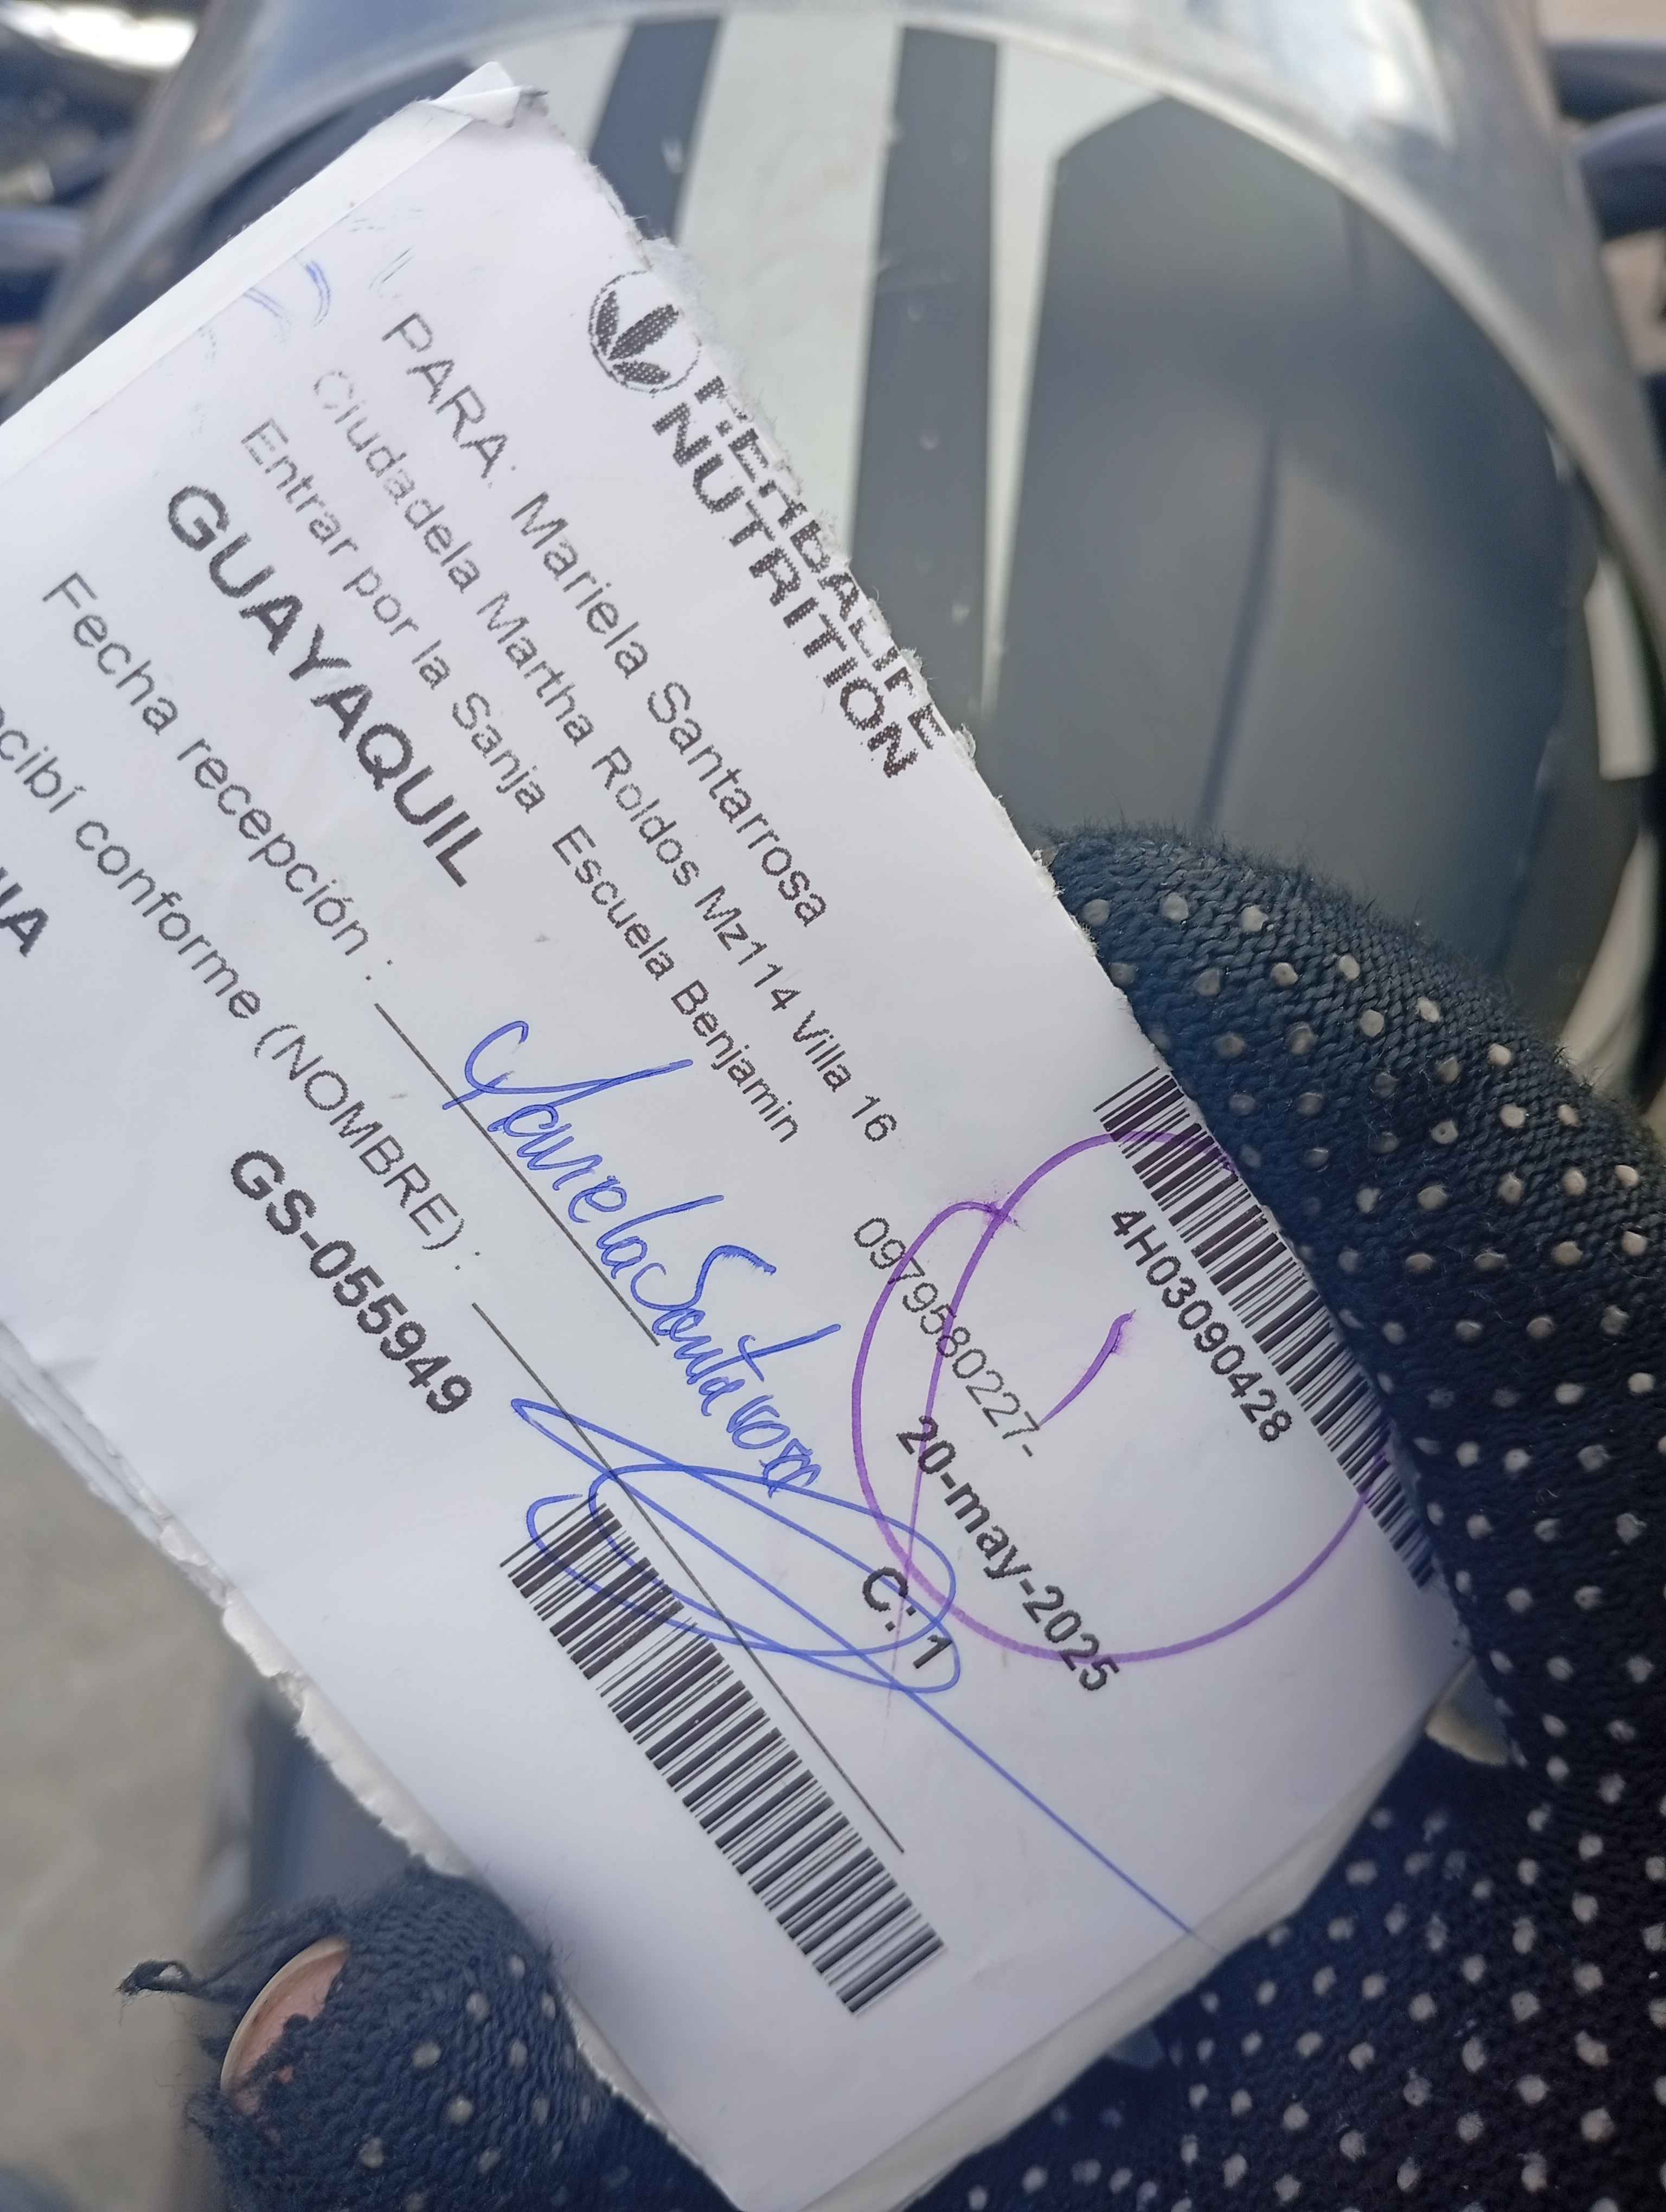 HERBALIFE
NUTRITION
4H03090428
PARA: Mariela Santarrosa
Ciudadela Martha Roldos Mz114 Villa 16
0979580227-
Entrar por la Sanja Escuela Benjamin
20-may-2025
GUAYAQUIL
C: 1
Fecha recepción :
Mariela Santarrosa
cibí conforme (NOMBRE) :
GS-055949